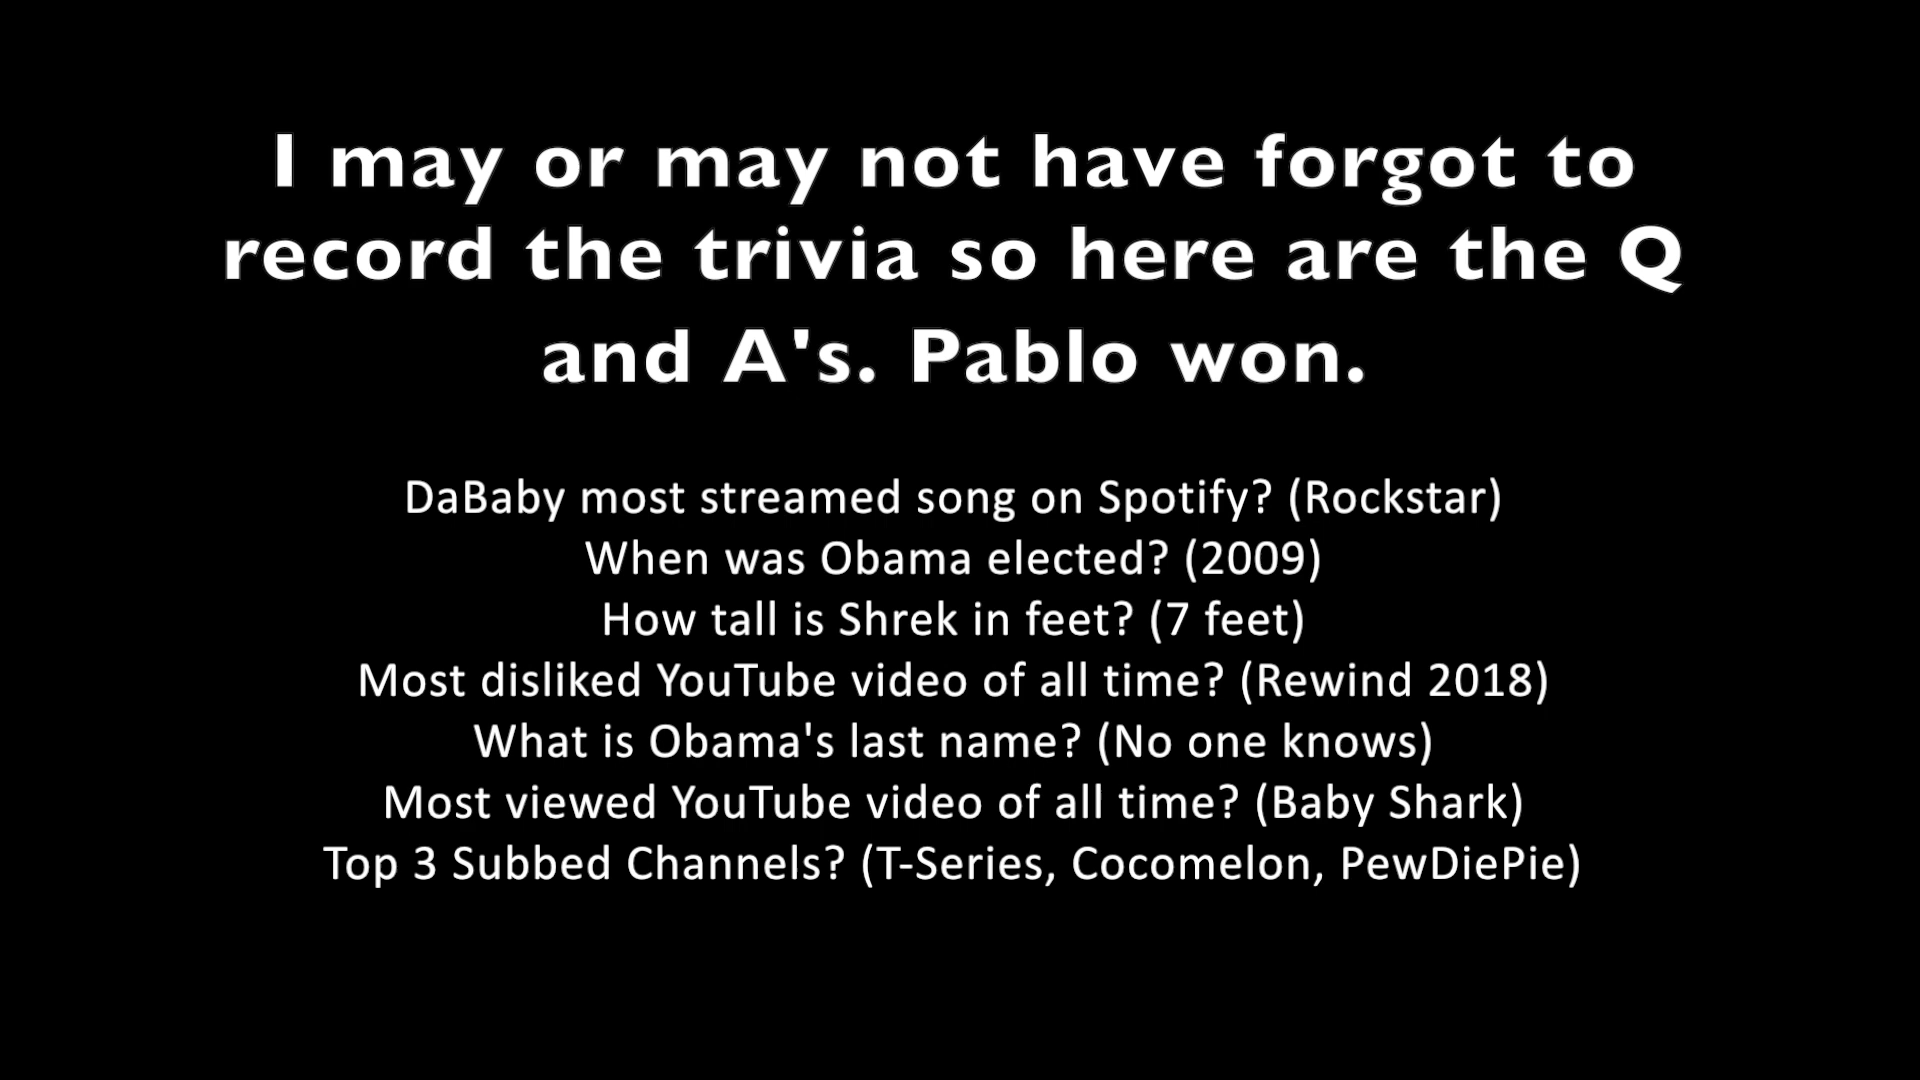 I may or may not have forgot to
record the trivia so here are the Q
and A's. Pablo won.
DaBaby most streamed song on Spotify? (Rockstar)
When was Obama elected? (2009)
How tall is Shrek in feet? (7 feet)
Most disliked YouTube video of all time? (Rewind 2018)
What is Obama's last name? (No one knows)
Most viewed YouTube video of all time? (Baby Shark)
Top 3 Subbed Channels? (T-Series, Cocomelon, PewDiePie)